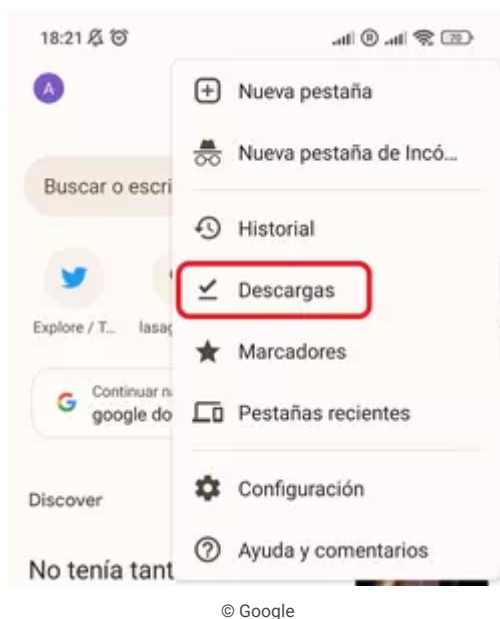 18:21
R
20
A
Nueva pestaña
Nueva pestaña de Incó...
Buscar o escri
Historial
Descargas
Explore / T... lasag
Marcadores
Continuar n
google do
Pestañas recientes
Discover
Configuración
Ayuda y comentarios
No tenía tant
© Google